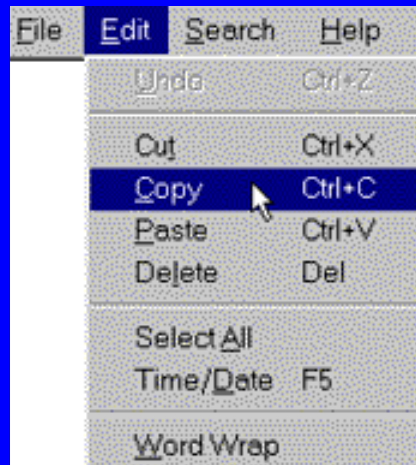 File Edit Search Help
Undo Ctrl+Z
Cut Ctrl+X
Copy Ctrl+C
Paste Ctrl+V
Delete Del
Select All
Time/Date F5
Word Wrap